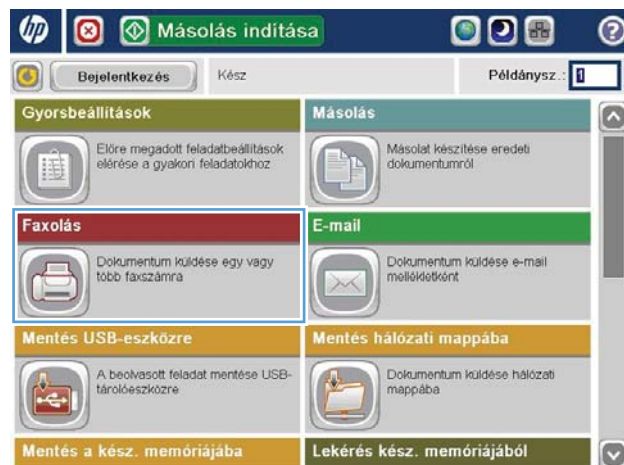 hp
Másolás indítása
?
Bejelentkezés
Kész
Példánysz.: 1
Gyorsbeállítások
Másolás
Előre megadott feladatbeállítások
elérése a gyakori feladatokhoz
Másolat készítése eredeti
dokumentumról
Faxolás
E-mail
Dokumentum küldése egy vagy
több faxszámra
Dokumentum küldése e-mail
mellékletként
Mentés USB-eszközre
Mentés hálózati mappába
A beolvasott feladat mentése USB-
tárolóeszközre
Dokumentum küldése hálózati
mappába
Mentés a kész. memóriájába
Lekérés kész. memóriájából